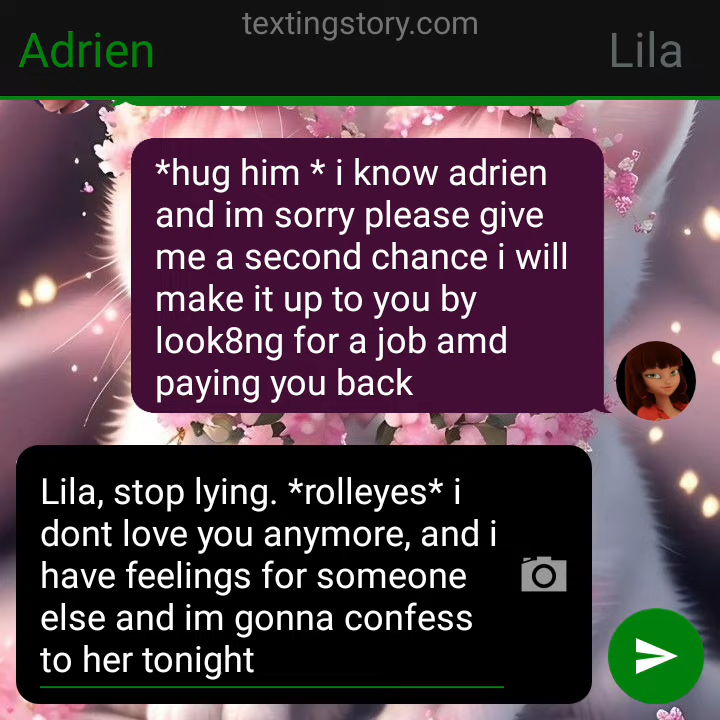 textingstory.com
Adrien
Lila
*hug him * i know adrien
and im sorry please give
me a second chance i will
make it up to you by
look8ng for a job amd
paying you back
Lila, stop lying. *rolleyes* i
dont love you anymore, and i
have feelings for someone
else and im gonna confess
to her tonight